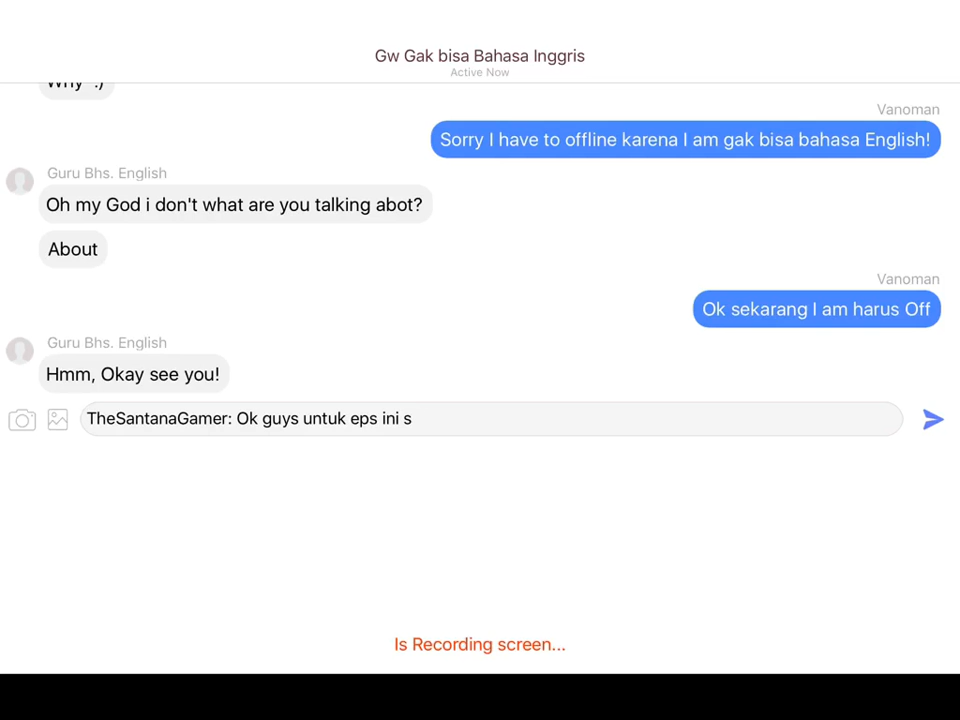 Gw Gak bisa Bahasa Inggris
Active Now
Why :)
Vanoman
Sorry I have to offline karena I am gak bisa bahasa English!
Guru Bhs. English
Oh my God i don't what are you talking abot?
About
Vanoman
Ok sekarang I am harus Off
Guru Bhs. English
Hmm, Okay see you!
TheSantanaGamer: Ok guys untuk eps ini s
Is Recording screen...